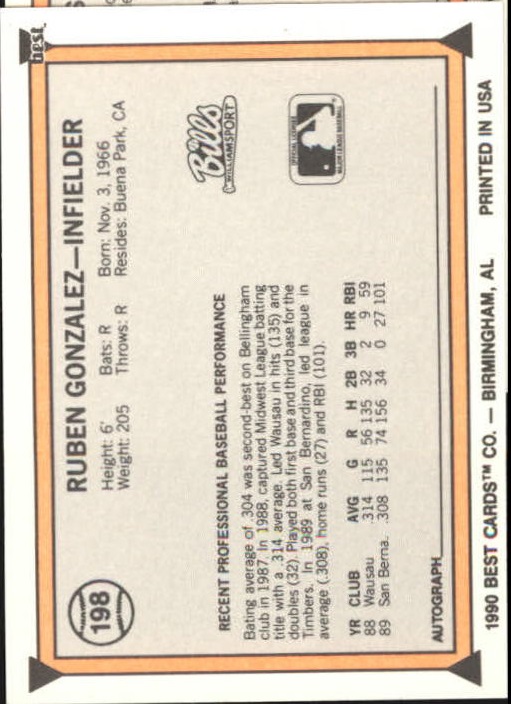 best
198
RUBEN GONZALEZ—INFIELDER
Height: 6' Bats: R Born: Nov. 3, 1966
Weight: 205 Throws: R Resides: Buena Park, CA
Bills
WILLIAMSPORT
OFFICIAL LICENSEE
MAJOR LEAGUE BASEBALL
RECENT PROFESSIONAL BASEBALL PERFORMANCE
Bating average of .304 was second-best on Bellingham
club in 1987. In 1988, captured Midwest League batting
title with a .314 average. Led Wausau in hits (135) and
doubles (32). Played both first base and third base for the
Timbers. In 1989 at San Bernardino, led league in
average (.308), home runs (27) and RBI (101).
YR CLUB AVG G R H 2B 3B HR RBI
88 Wausau .314 115 56 135 32 2 9 59
89 San Berna. .308 135 74 156 34 0 27 101
AUTOGRAPH
1990 BEST CARDS™ CO. — BIRMINGHAM, AL PRINTED IN USA